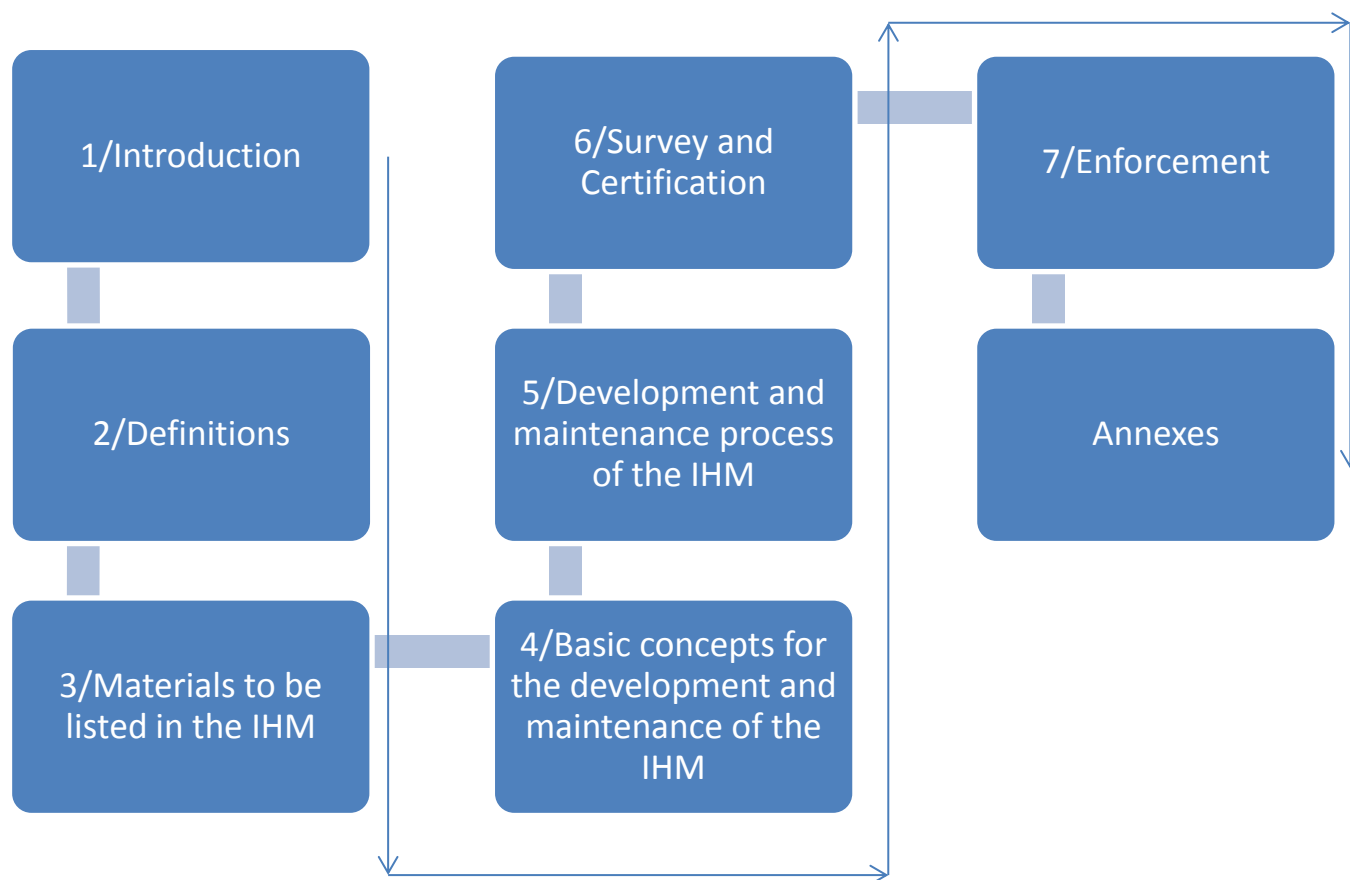 1/Introduction
2/Definitions
3/Materials to be
listed in the IHM
4/Basic concepts for
the development and
maintenance of the
IHM
5/Development and
maintenance process
of the IHM
6/Survey and
Certification
7/Enforcement
Annexes